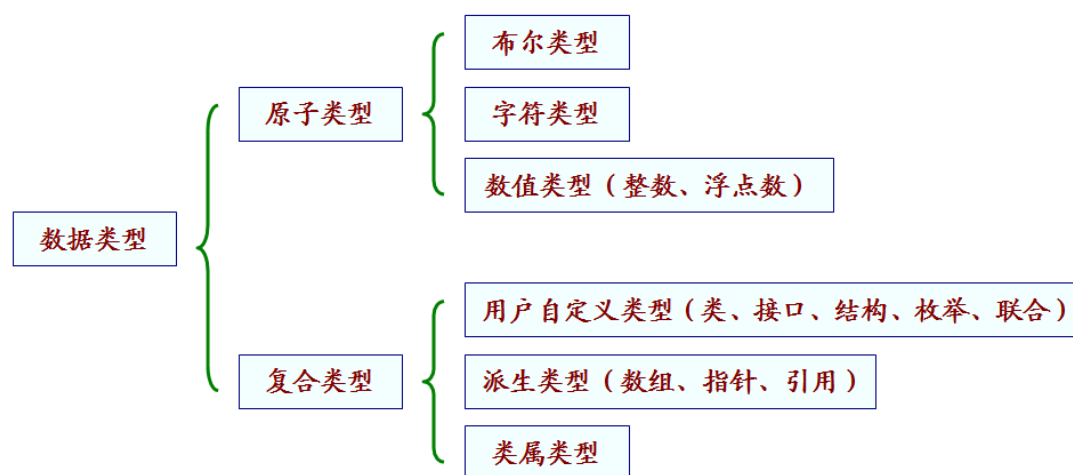 数据类型
原子类型
布尔类型
字符类型
数值类型（整数、浮点数）
复合类型
用户自定义类型（类、接口、结构、枚举、联合）
派生类型（数组、指针、引用）
类属类型